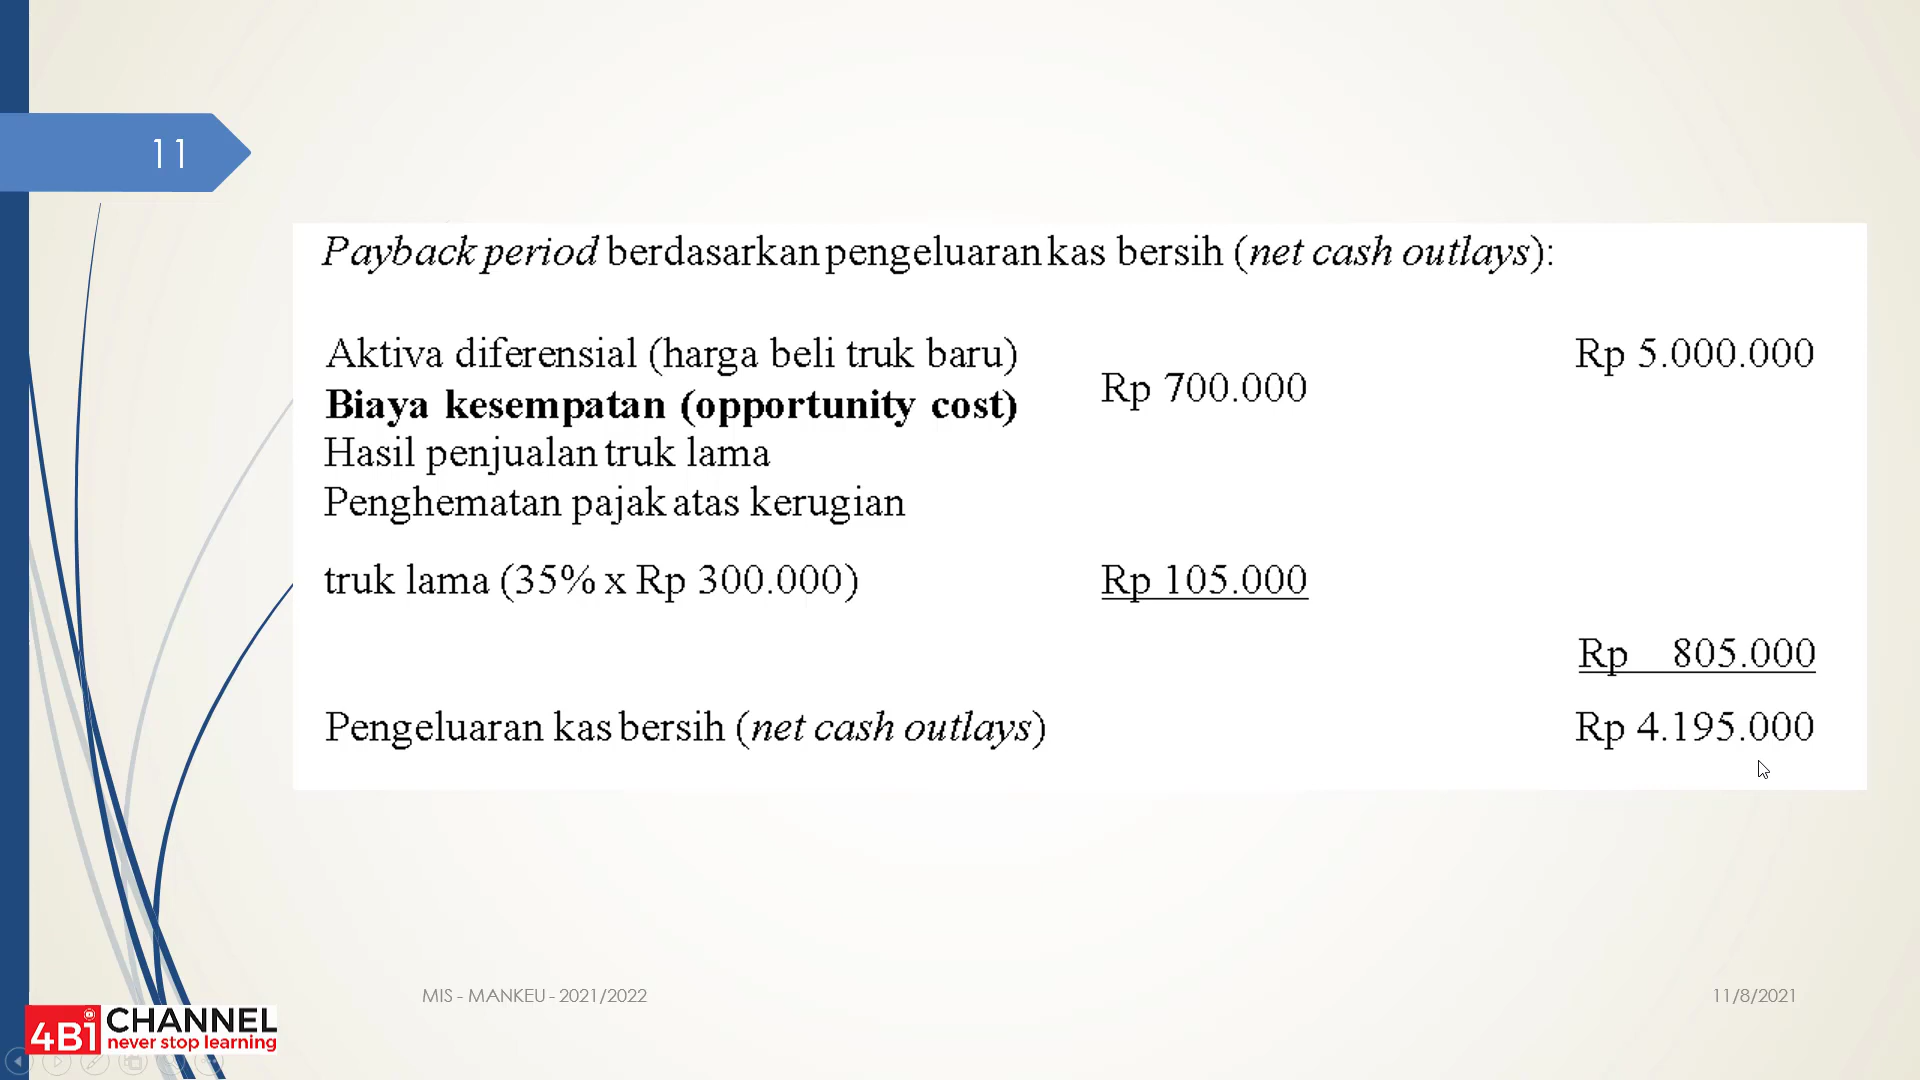 11
Payback period berdasarkan pengeluaran kas bersih (net cash outlays):
Aktiva diferensial (harga beli truk baru) Rp 5.000.000
Biaya kesempatan (opportunity cost) Rp 700.000
Hasil penjualan truk lama
Penghematan pajak atas kerugian
truk lama (35% x Rp 300.000) Rp 105.000
Rp 805.000
Pengeluaran kas bersih (net cash outlays) Rp 4.195.000
MIS - MANKEU - 2021/2022 11/8/2021
4B1 CHANNEL
never stop learning